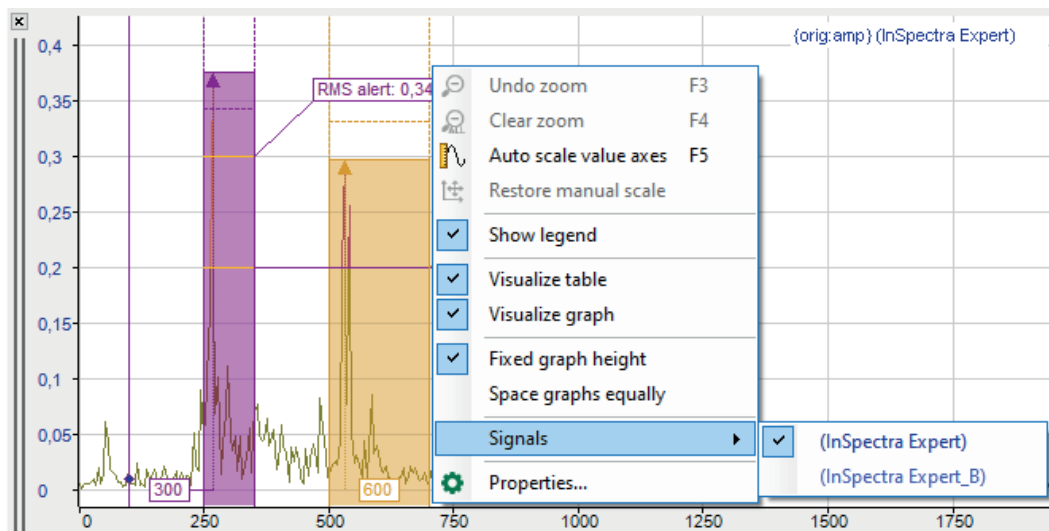 {orig:amp} (InSpectra Expert)
0,4
0,35
RMS alert: 0,34
0,3
0,25
0,2
0,15
0,1
0,05
0
300
600
0
250
500
750
1000
1250
1500
1750
Undo zoom F3
Clear zoom F4
Auto scale value axes F5
Restore manual scale
Show legend
Visualize table
Visualize graph
Fixed graph height
Space graphs equally
Signals
Properties...
(InSpectra Expert)
(InSpectra Expert_B)